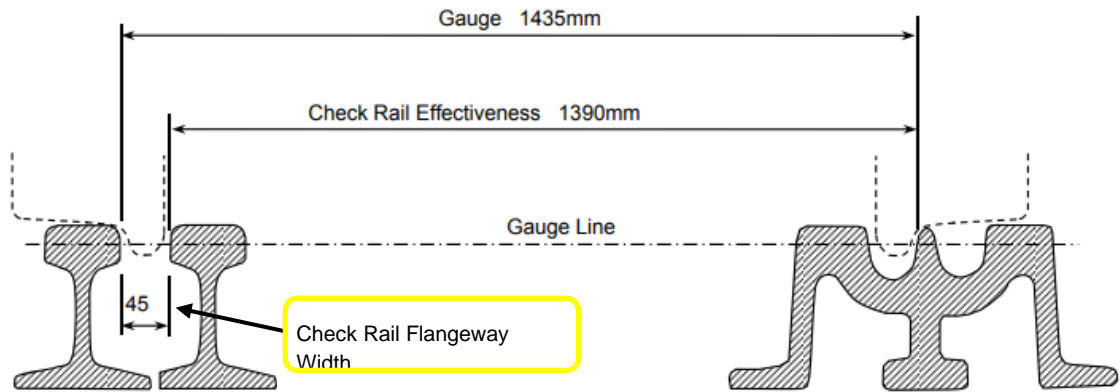 Gauge 1435mm
Check Rail Effectiveness 1390mm
Gauge Line
45
Check Rail Flangeway
Width